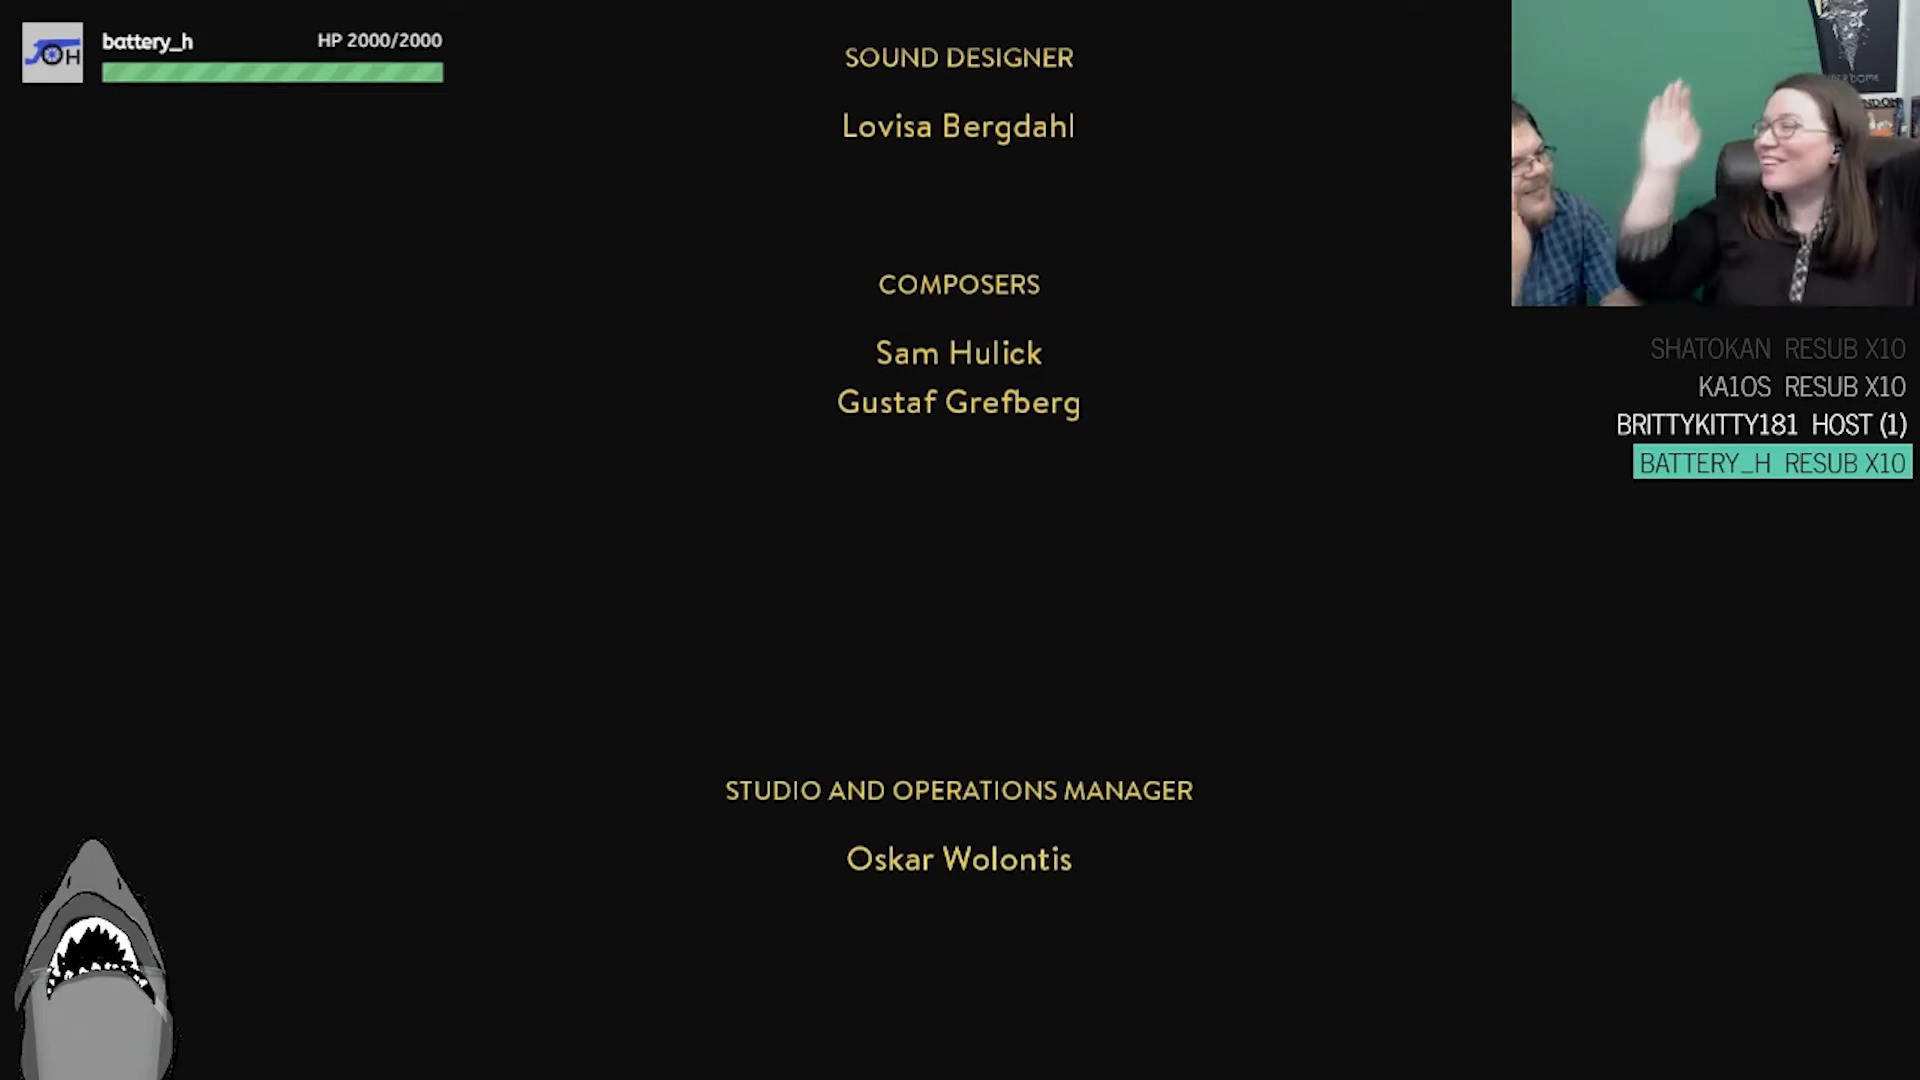 battery_h HP 2000/2000
SOUND DESIGNER
Lovisa Bergdahl
COMPOSERS
Sam Hulick
Gustaf Grefberg
STUDIO AND OPERATIONS MANAGER
Oskar Wolontis
SHATOKAN RESUB X10
KA1OS RESUB X10
BRITTYKITTY181 HOST (1)
BATTERY_H RESUB X10